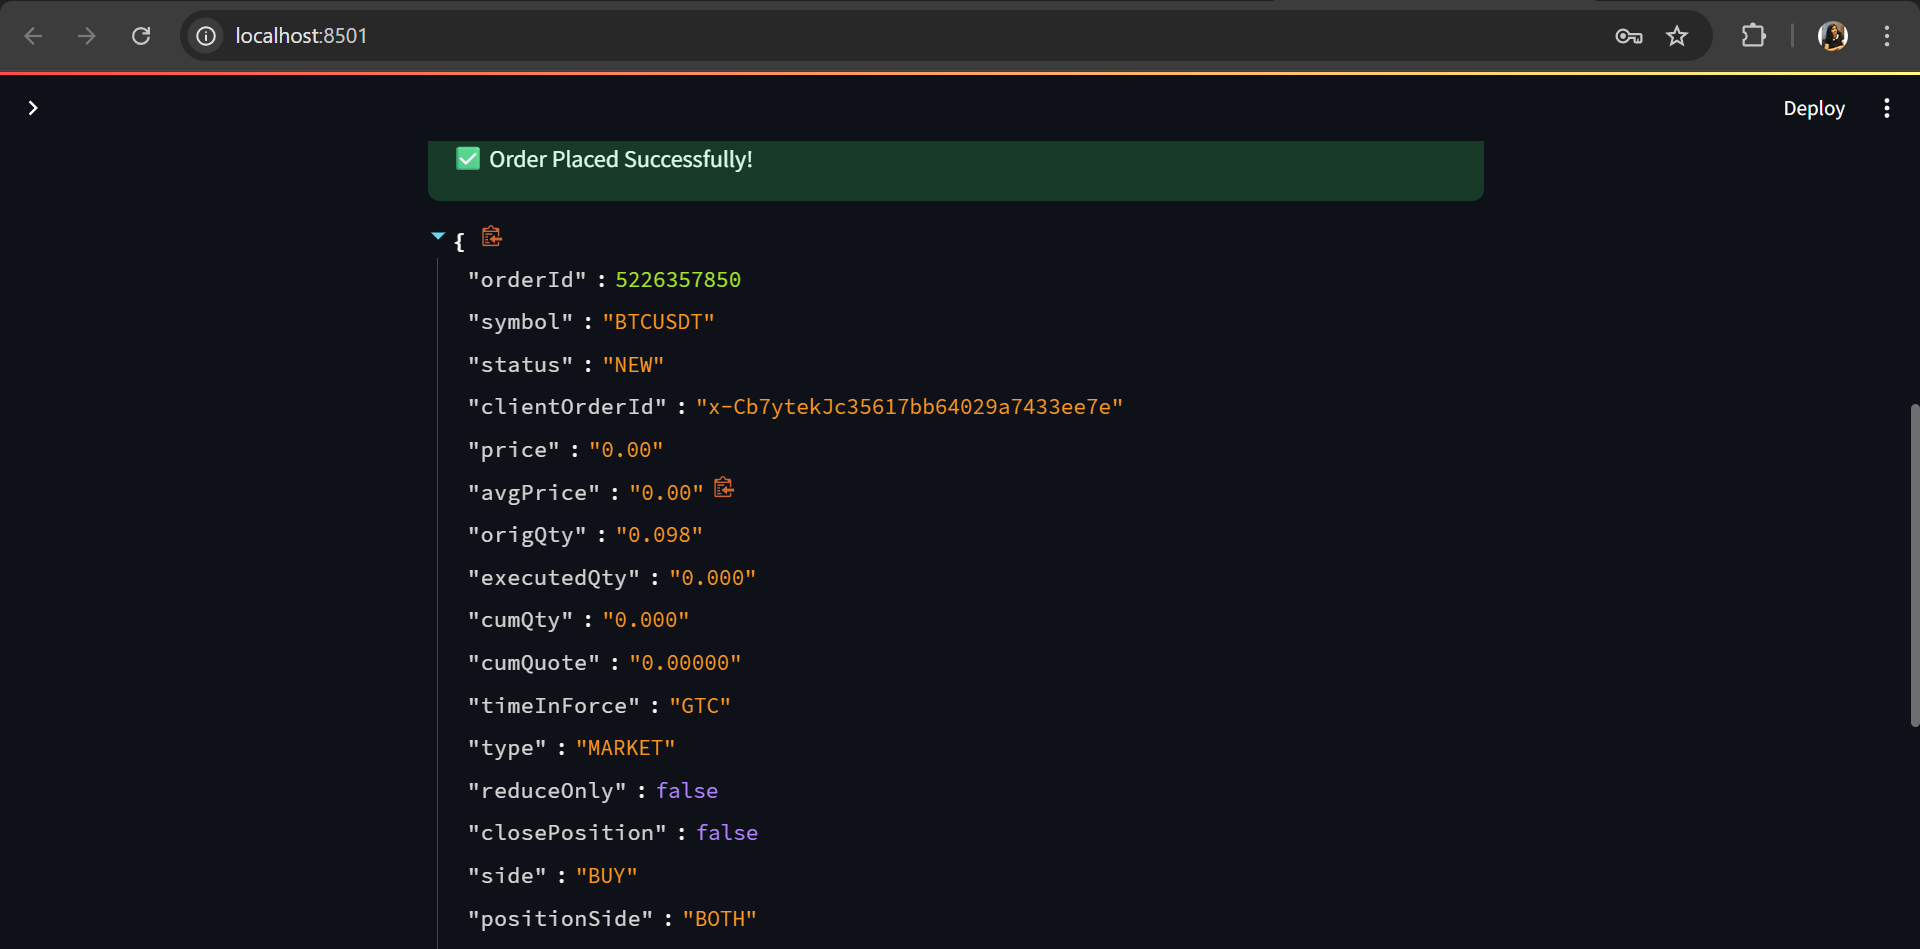 localhost:8501
Deploy
✅ Order Placed Successfully!
{
"orderId" : 5226357850
"symbol" : "BTCUSDT"
"status" : "NEW"
"clientOrderId" : "x-Cb7ytekJc35617bb64029a7433ee7e"
"price" : "0.00"
"avgPrice" : "0.00"
"origQty" : "0.098"
"executedQty" : "0.000"
"cumQty" : "0.000"
"cumQuote" : "0.00000"
"timeInForce" : "GTC"
"type" : "MARKET"
"reduceOnly" : false
"closePosition" : false
"side" : "BUY"
"positionSide" : "BOTH"